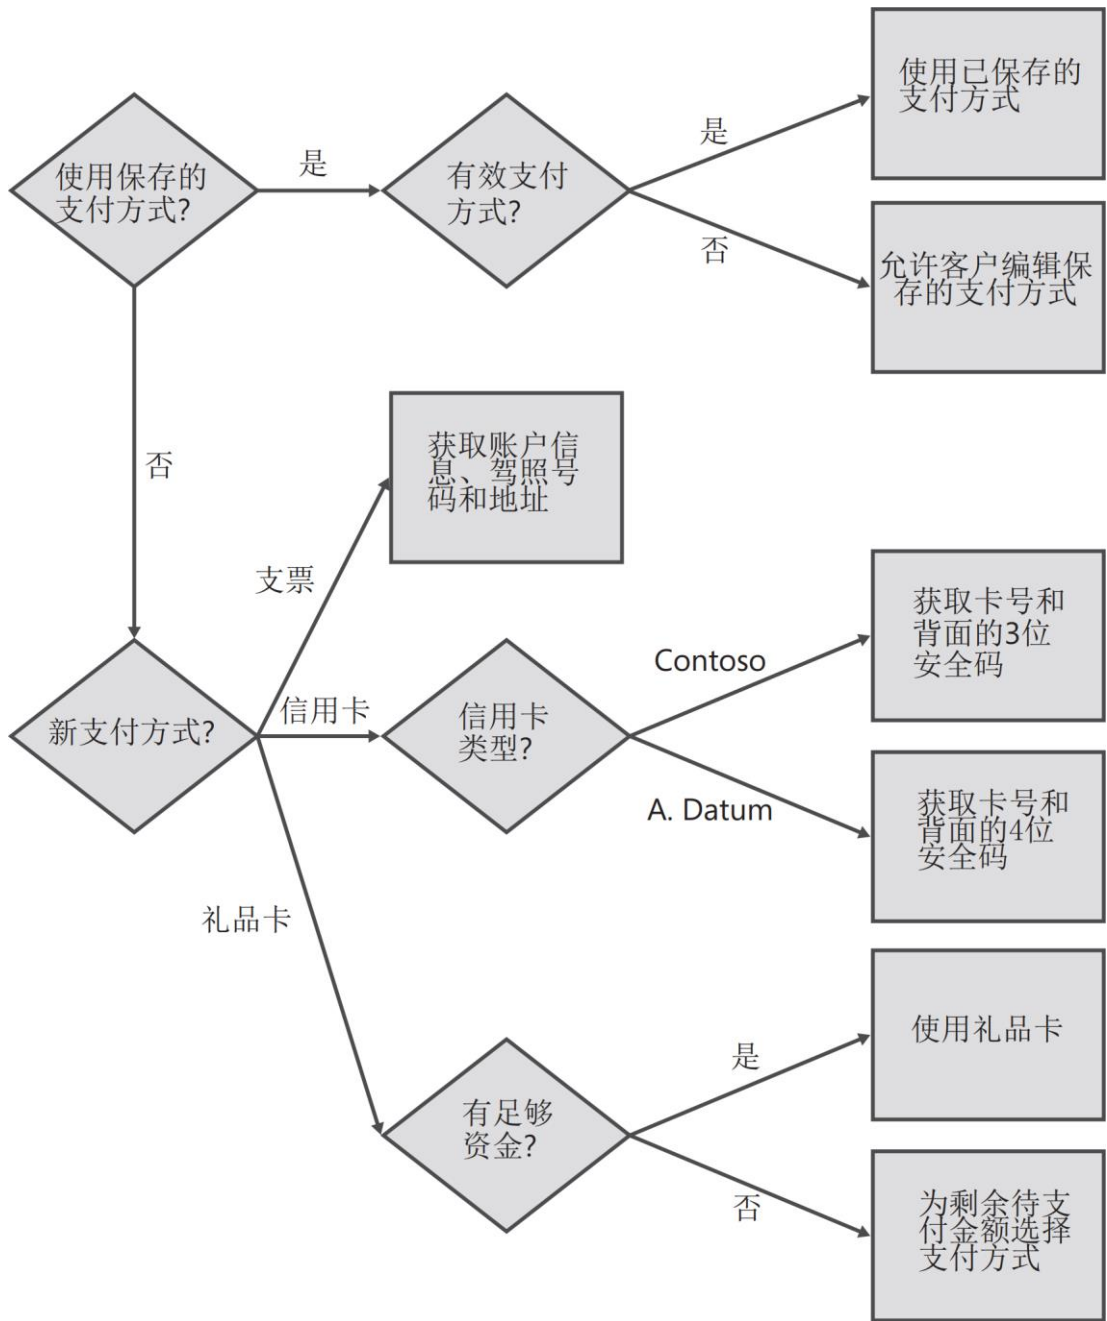 使用已保存的
支付方式
使用保存的
支付方式?
是
有效支付
方式?
是
否
允许客户编辑保
存的支付方式
否
获取账户信
息、驾照号
码和地址
支票
新支付方式?
信用卡
信用卡
类型?
Contoso
获取卡号和
背面的3位
安全码
A. Datum
获取卡号和
背面的4位
安全码
礼品卡
有足够
资金?
是
使用礼品卡
否
为剩余待支
付金额选择
支付方式